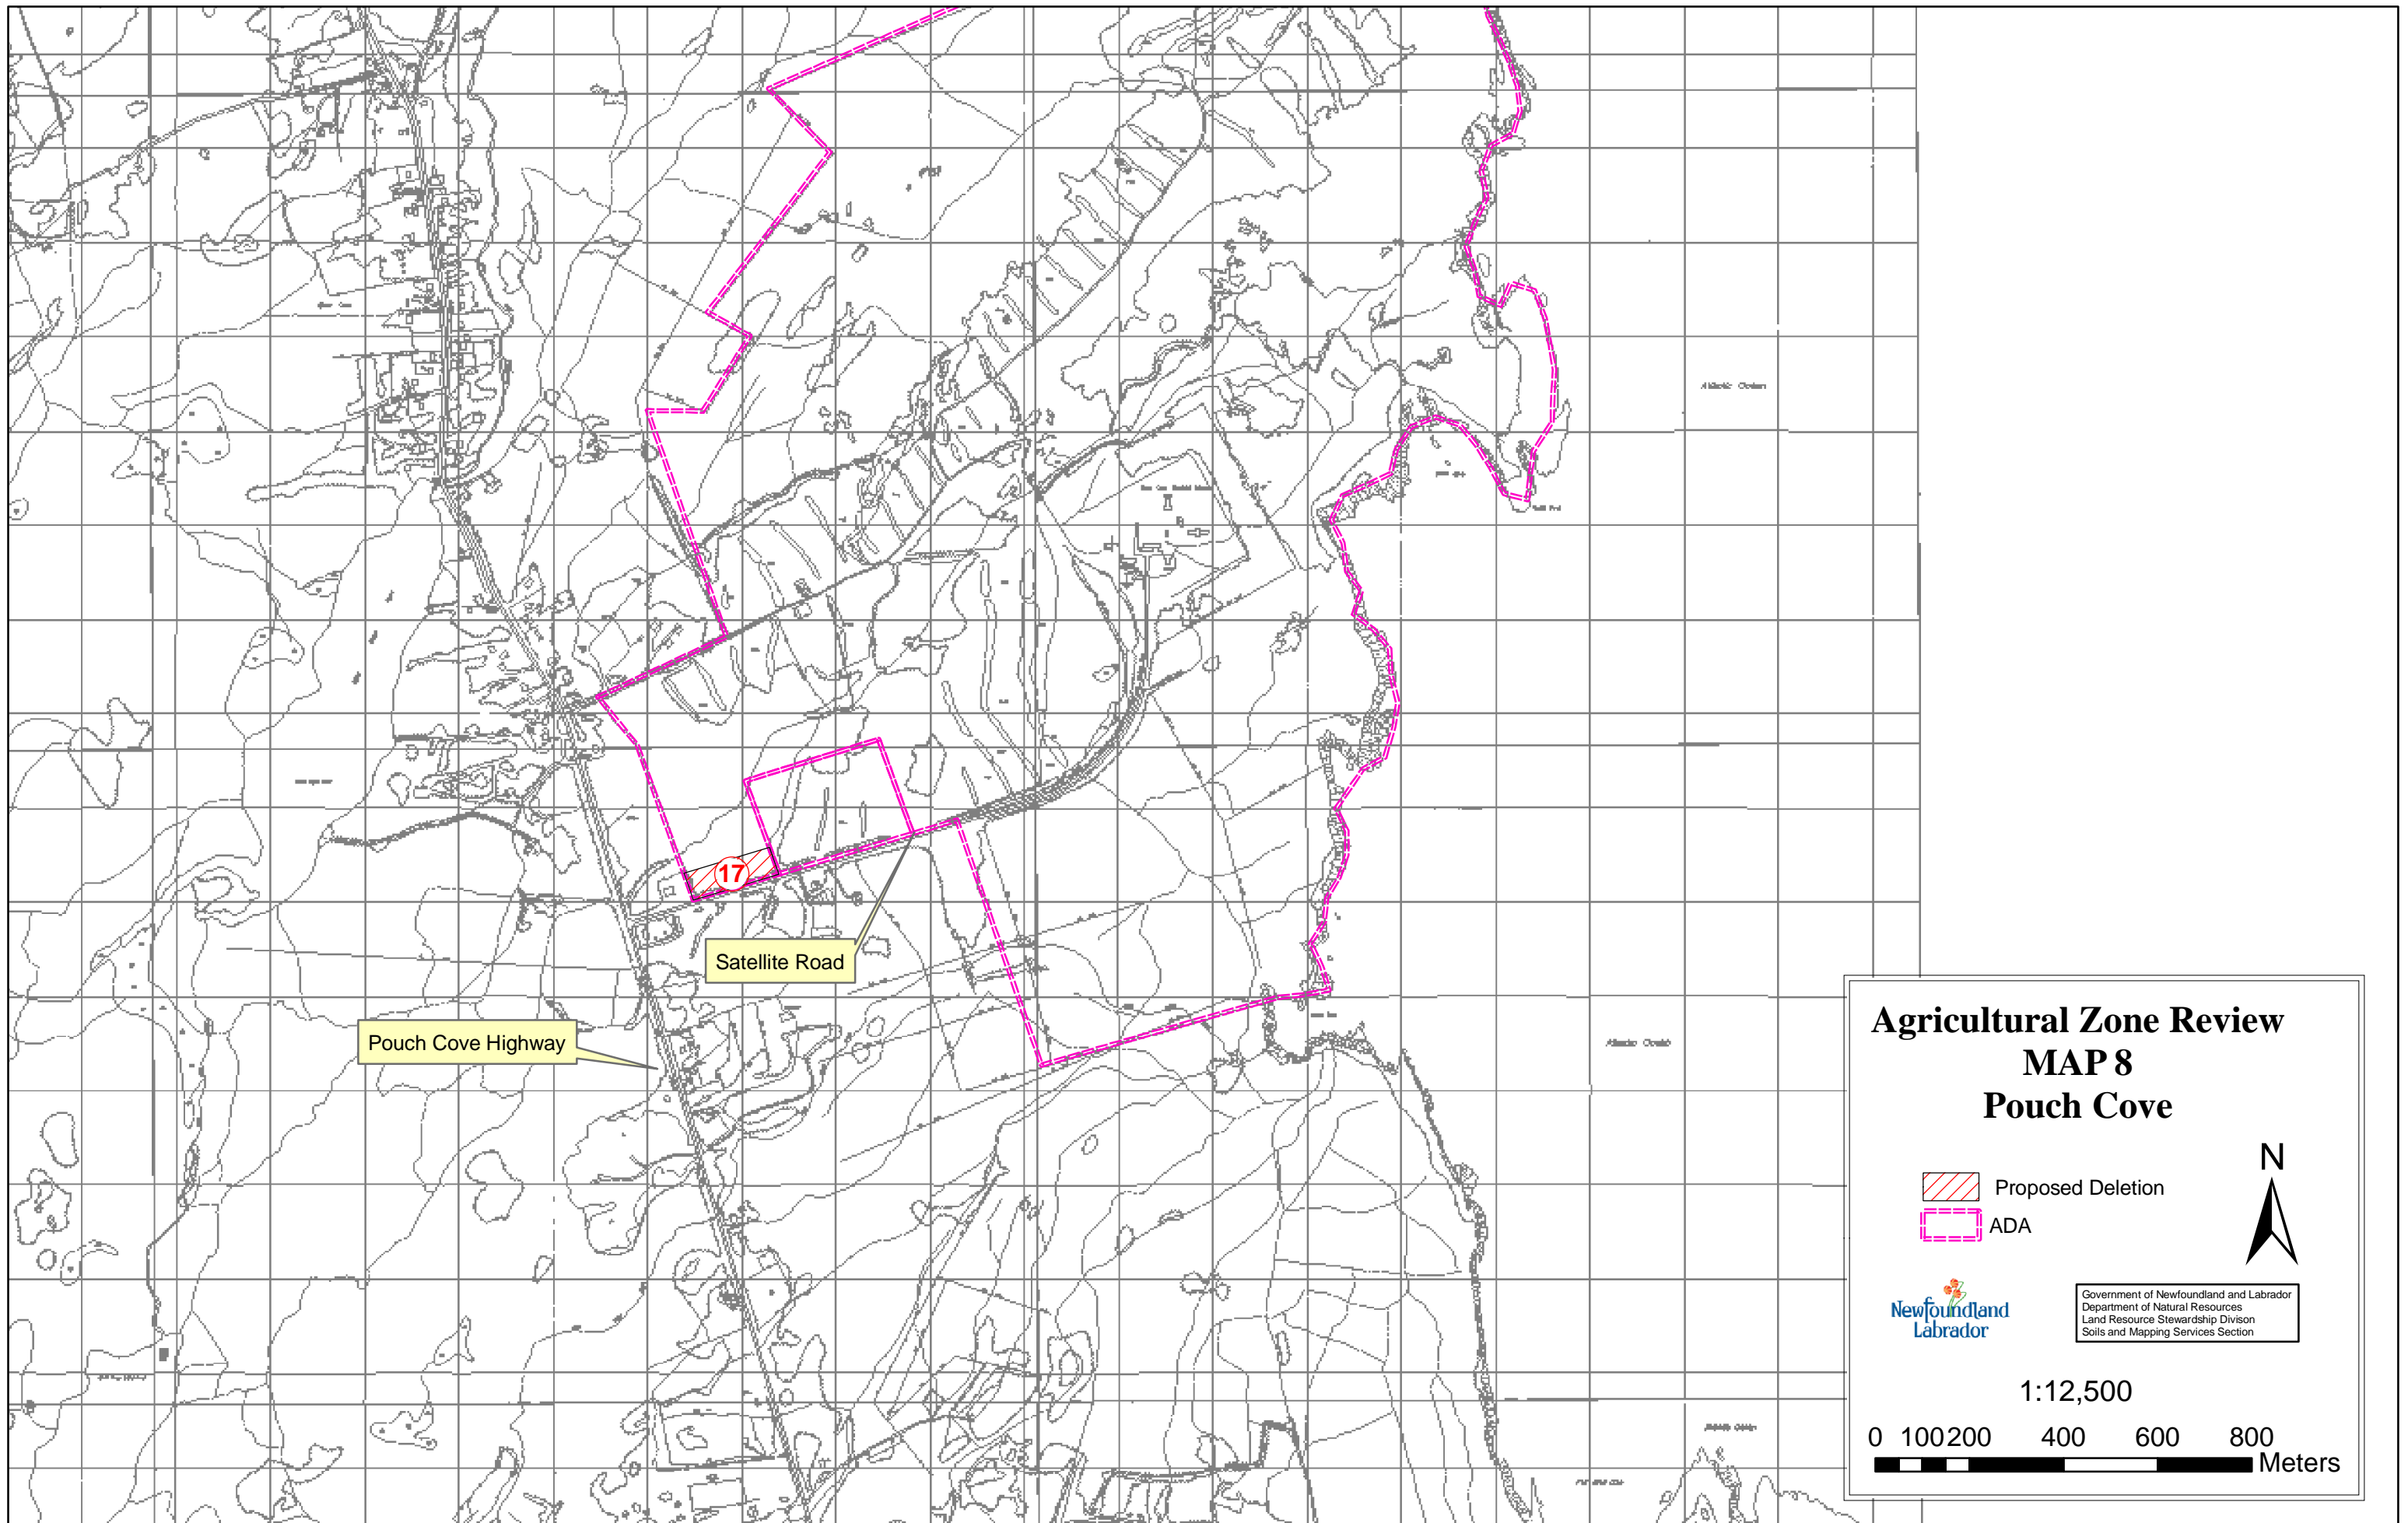 17
Satellite Road
Pouch Cove Highway
Agricultural Zone Review
MAP 8
Pouch Cove
N
Proposed Deletion
ADA
Newfoundland
Labrador
Government of Newfoundland and Labrador
Department of Natural Resources
Land Resource Stewardship Divison
Soils and Mapping Services Section
1:12,500
0 100 200 400 600 800
Meters
Atlantic Ocean